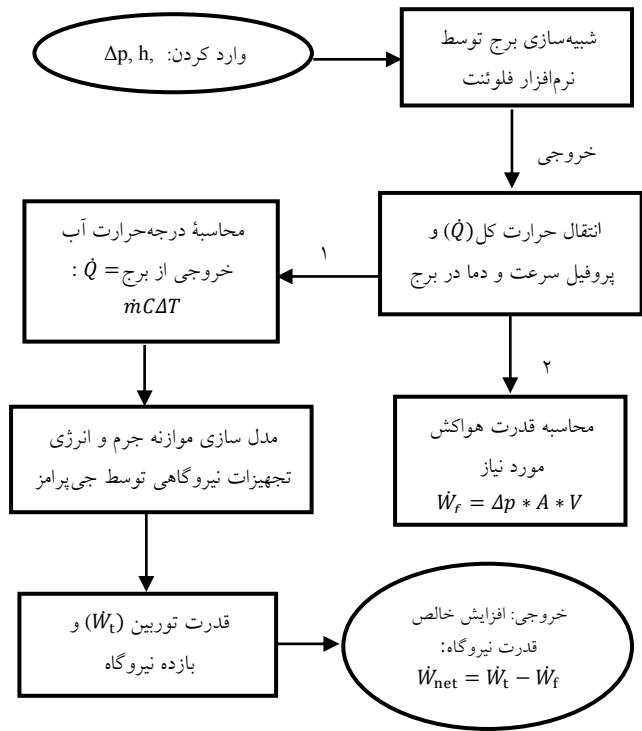 وارد کردن: Δp, h,
شبیه‌سازی برج توسط
نرم‌افزار فلوئنت
خروجی
انتقال حرارت کل(Q̇) و
پروفیل سرعت و دما در برج
۱
محاسبۀ درجه‌حرارت آب
خروجی از برج= Q̇ :
ṁCΔT
۲
محاسبه قدرت هواکش
مورد نیاز
Ẇf = Δp * A * V
مدل سازی موازنه جرم و انرژی
تجهیزات نیروگاهی توسط جی‌پرامز
قدرت توربین (Ẇt) و
بازده نیروگاه
خروجی: افزایش خالص
قدرت نیروگاه:
Ẇnet = Ẇt − Ẇf